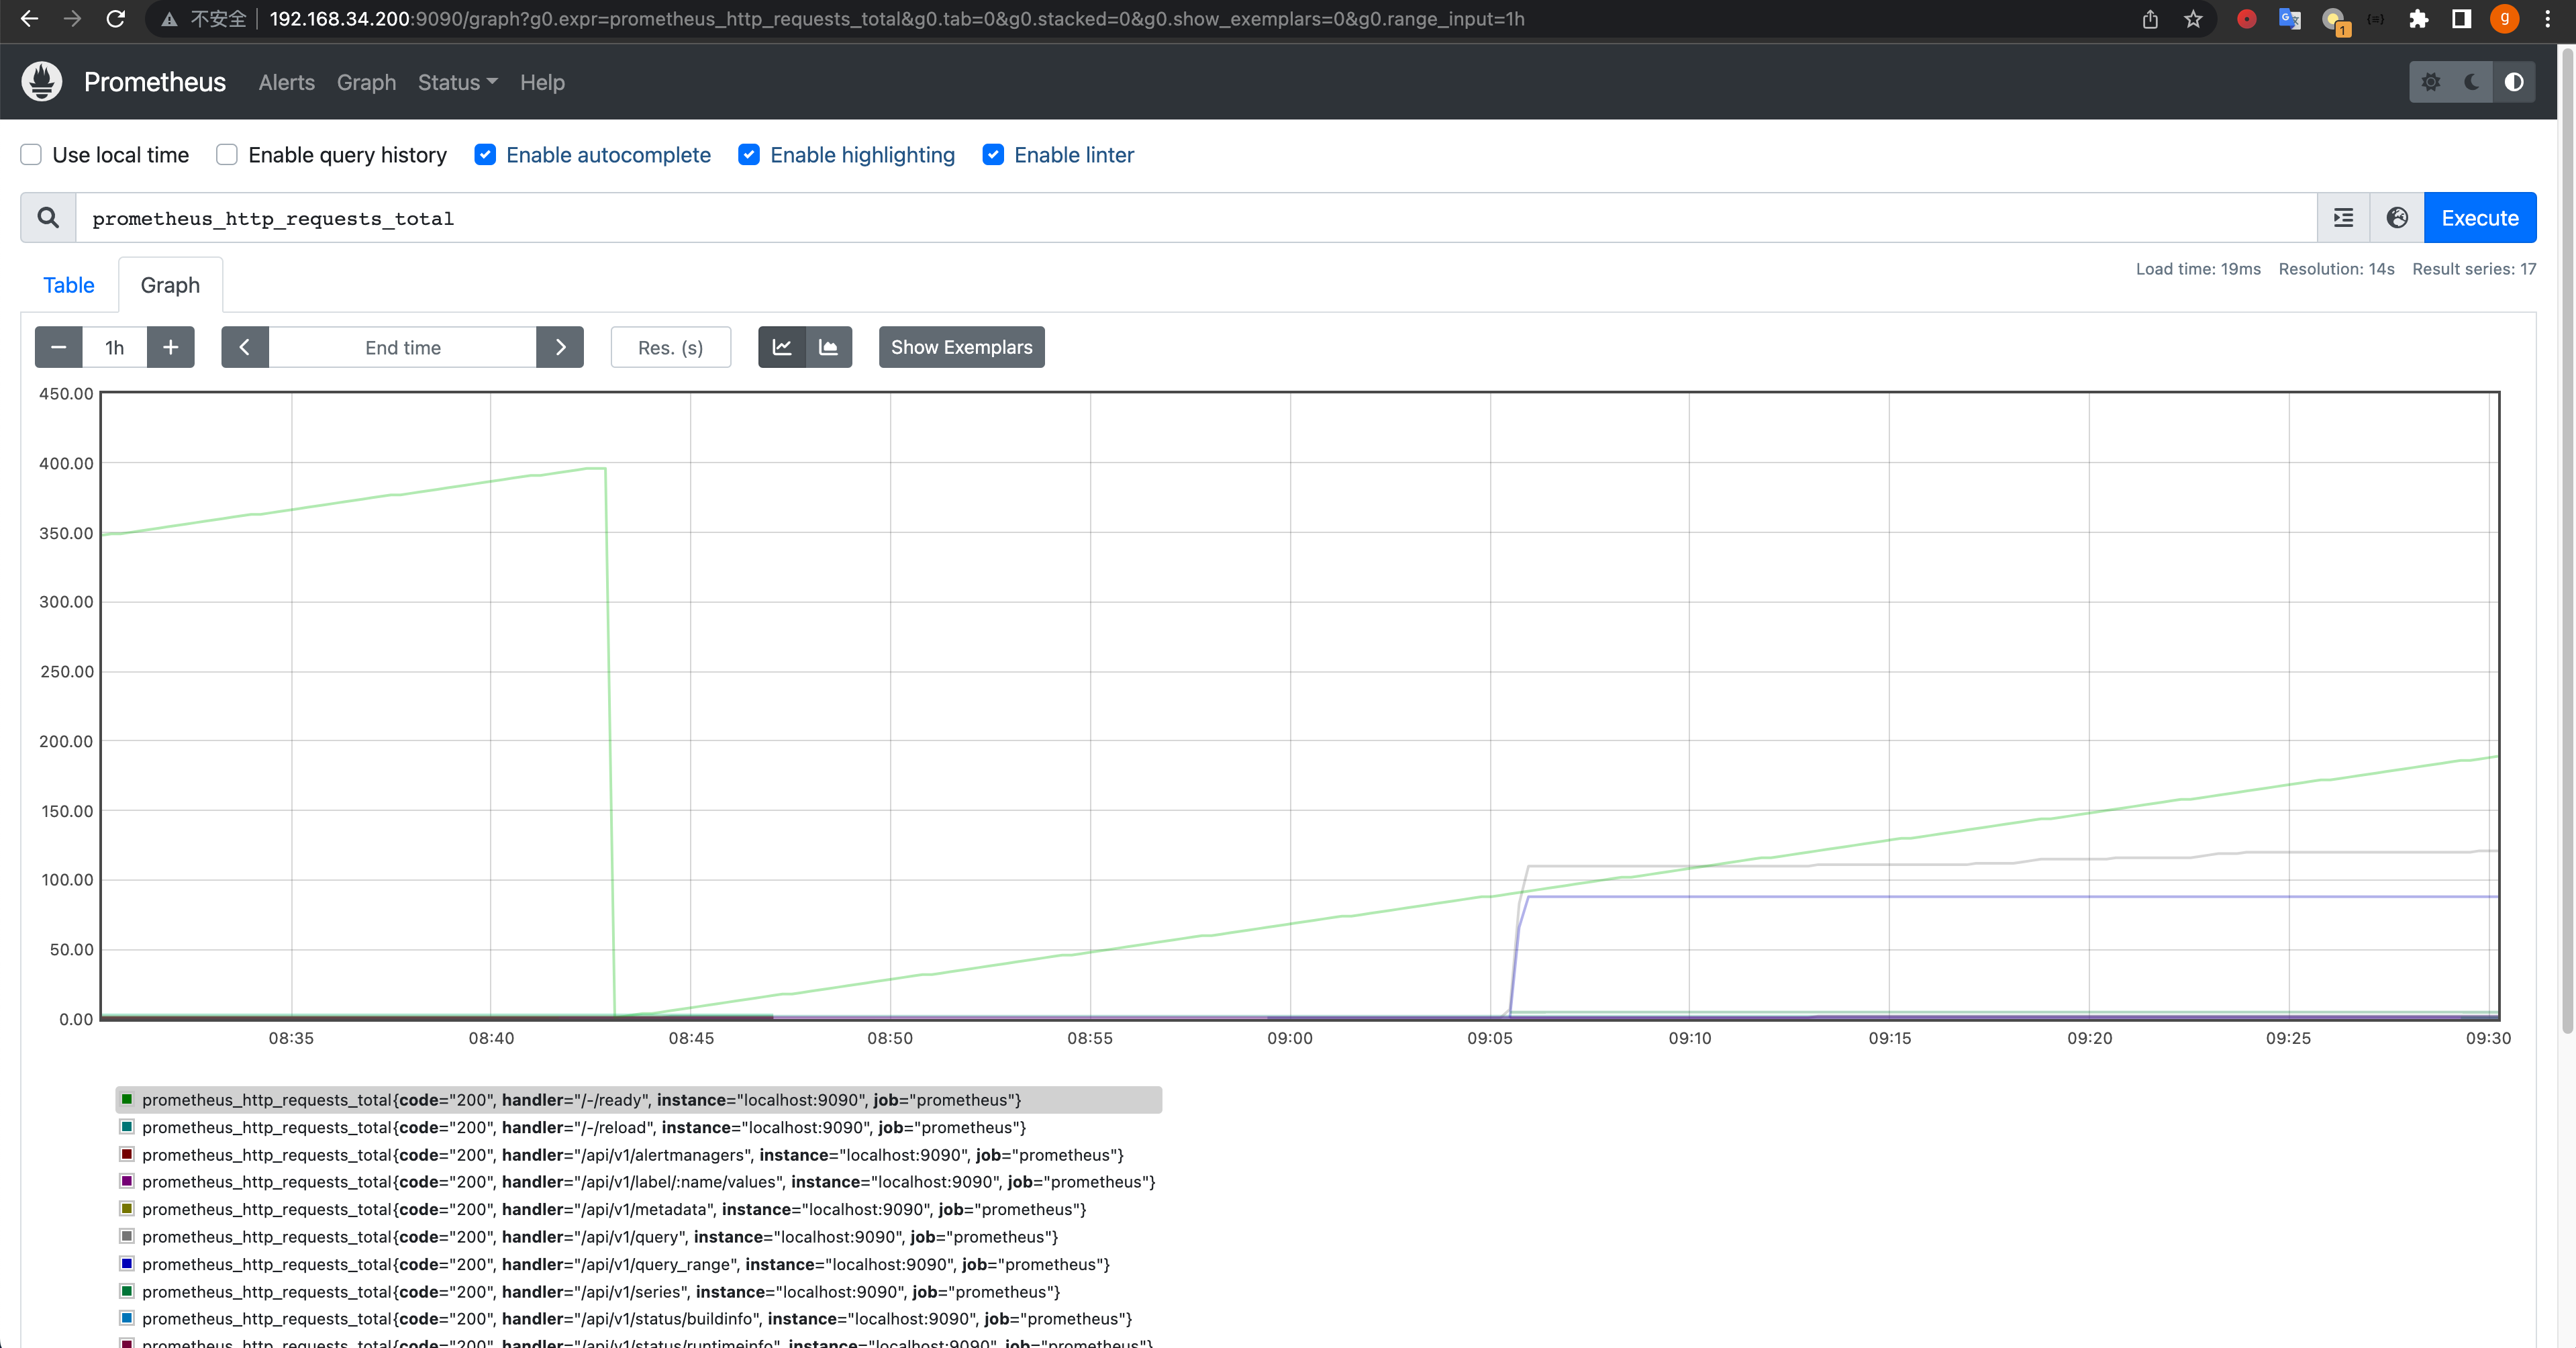 不安全 192.168.34.200:9090/graph?g0.expr=prometheus_http_requests_total&g0.tab=0&g0.stacked=0&g0.show_exemplars=0&g0.range_input=1h 1 g
Prometheus Alerts Graph Status Help
Use local time Enable query history Enable autocomplete Enable highlighting Enable linter
prometheus_http_requests_total Execute
Table Graph Load time: 19ms Resolution: 14s Result series: 17
1h End time Res. (s) Show Exemplars
450.00
400.00
350.00
300.00
250.00
200.00
150.00
100.00
50.00
0.00
08:35 08:40 08:45 08:50 08:55 09:00 09:05 09:10 09:15 09:20 09:25 09:30
prometheus_http_requests_total{code="200", handler="/-/ready", instance="localhost:9090", job="prometheus"}
prometheus_http_requests_total{code="200", handler="/-/reload", instance="localhost:9090", job="prometheus"}
prometheus_http_requests_total{code="200", handler="/api/v1/alertmanagers", instance="localhost:9090", job="prometheus"}
prometheus_http_requests_total{code="200", handler="/api/v1/label/:name/values", instance="localhost:9090", job="prometheus"}
prometheus_http_requests_total{code="200", handler="/api/v1/metadata", instance="localhost:9090", job="prometheus"}
prometheus_http_requests_total{code="200", handler="/api/v1/query", instance="localhost:9090", job="prometheus"}
prometheus_http_requests_total{code="200", handler="/api/v1/query_range", instance="localhost:9090", job="prometheus"}
prometheus_http_requests_total{code="200", handler="/api/v1/series", instance="localhost:9090", job="prometheus"}
prometheus_http_requests_total{code="200", handler="/api/v1/status/buildinfo", instance="localhost:9090", job="prometheus"}
prometheus_http_requests_total{code="200", handler="/api/v1/status/runtimeinfo", instance="localhost:9090", job="prometheus"}